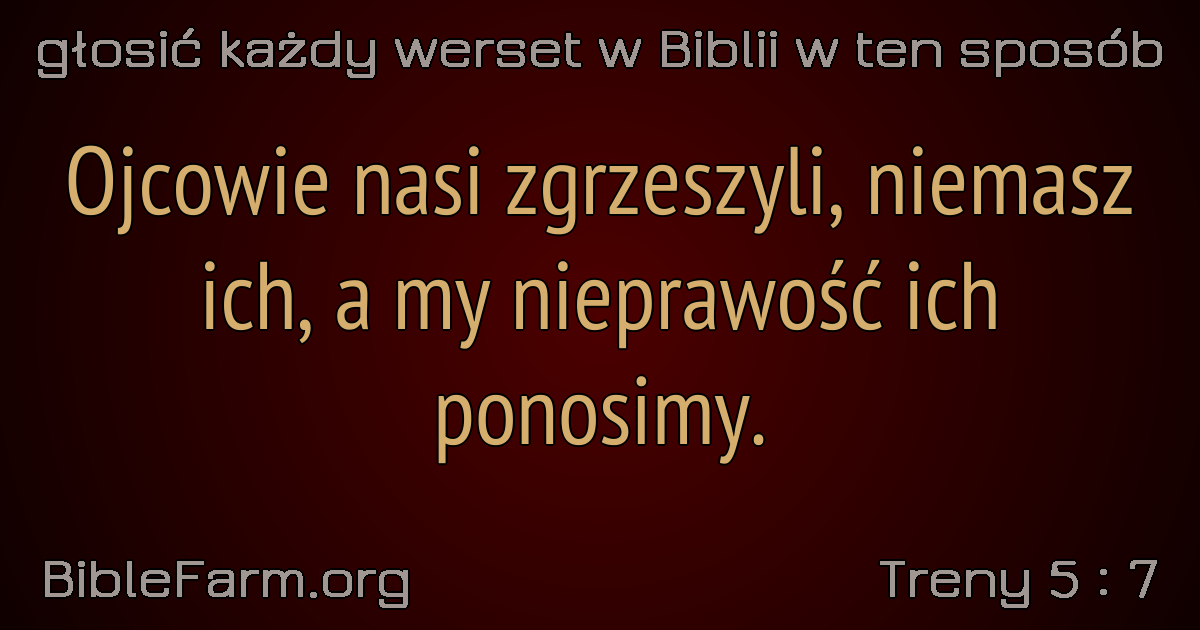 głosić każdy werset w Biblii w ten sposób
Ojcowie nasi zgrzeszyli, niemasz
ich, a my nieprawość ich
ponosimy.
BibleFarm.org
Treny 5 : 7